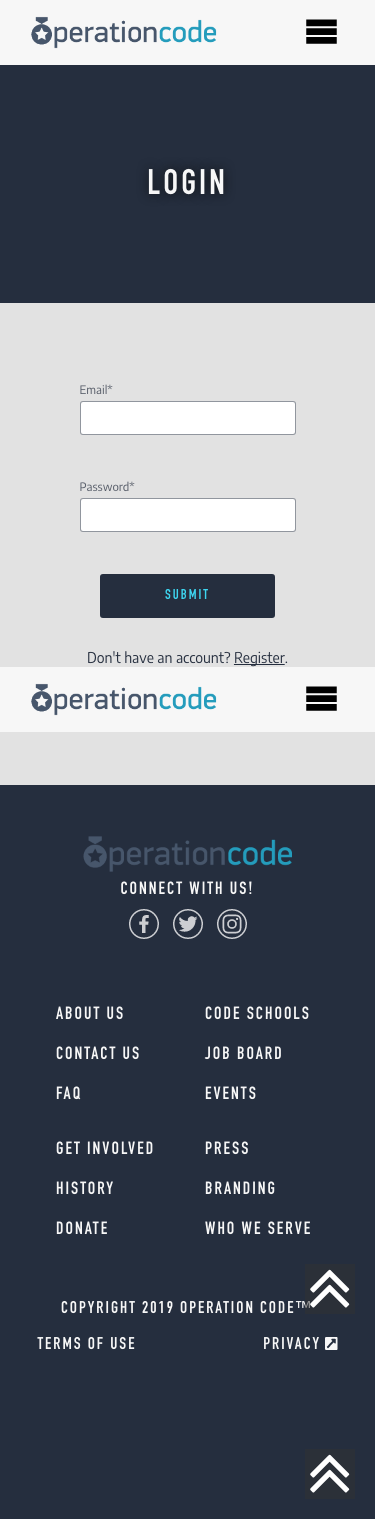 Operationcode
LOGIN
Email*
Password*
SUBMIT
Don't have an account? Register.
Operationcode
Operationcode
CONNECT WITH US!
ABOUT US
CODE SCHOOLS
CONTACT US
JOB BOARD
FAQ
EVENTS
GET INVOLVED
PRESS
HISTORY
BRANDING
DONATE
WHO WE SERVE
COPYRIGHT 2019 OPERATION CODE™
TERMS OF USE
PRIVACY